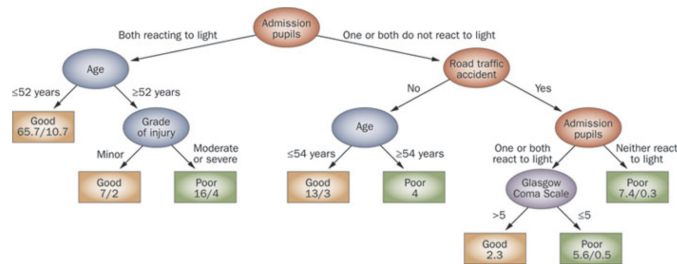 Admission
pupils
Both reacting to light
One or both do not react to light
Age
Road traffic
accident
≤52 years
≥52 years
No
Yes
Good
65.7/10.7
Grade
of injury
Age
Admission
pupils
Minor
Moderate
or severe
≤54 years
≥54 years
One or both
react to light
Neither react
to light
Good
7/2
Poor
16/4
Good
13/3
Poor
4
Glasgow
Coma Scale
Poor
7.4/0.3
>5
≤5
Good
2.3
Poor
5.6/0.5